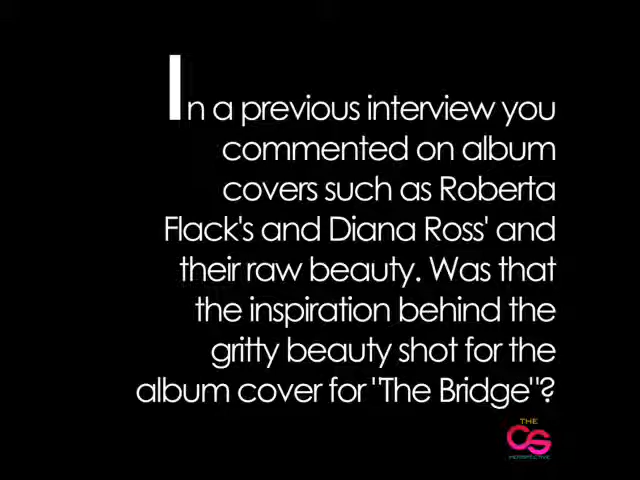 In a previous interview you
commented on album
covers such as Roberta
Flack's and Diana Ross' and
their raw beauty. Was that
the inspiration behind the
gritty beauty shot for the
album cover for "The Bridge"?
THE
CS